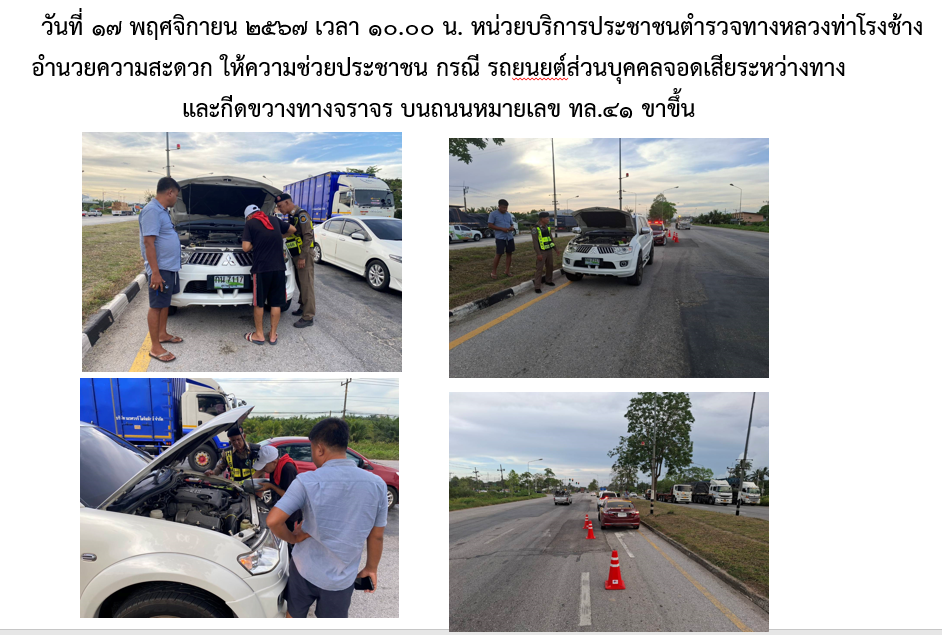 วันที่ ๑๗ พฤศจิกายน ๒๕๖๗ เวลา ๑๐.๐๐ น. หน่วยบริการประชาชนตำรวจทางหลวงท่าโรงช้าง
อำนวยความสะดวก ให้ความช่วยประชาชน กรณี รถยนยต์ส่วนบุคคลจอดเสียระหว่างทาง
และกีดขวางทางจราจร บนถนนหมายเลข ทล.๔๑ ขาขึ้น